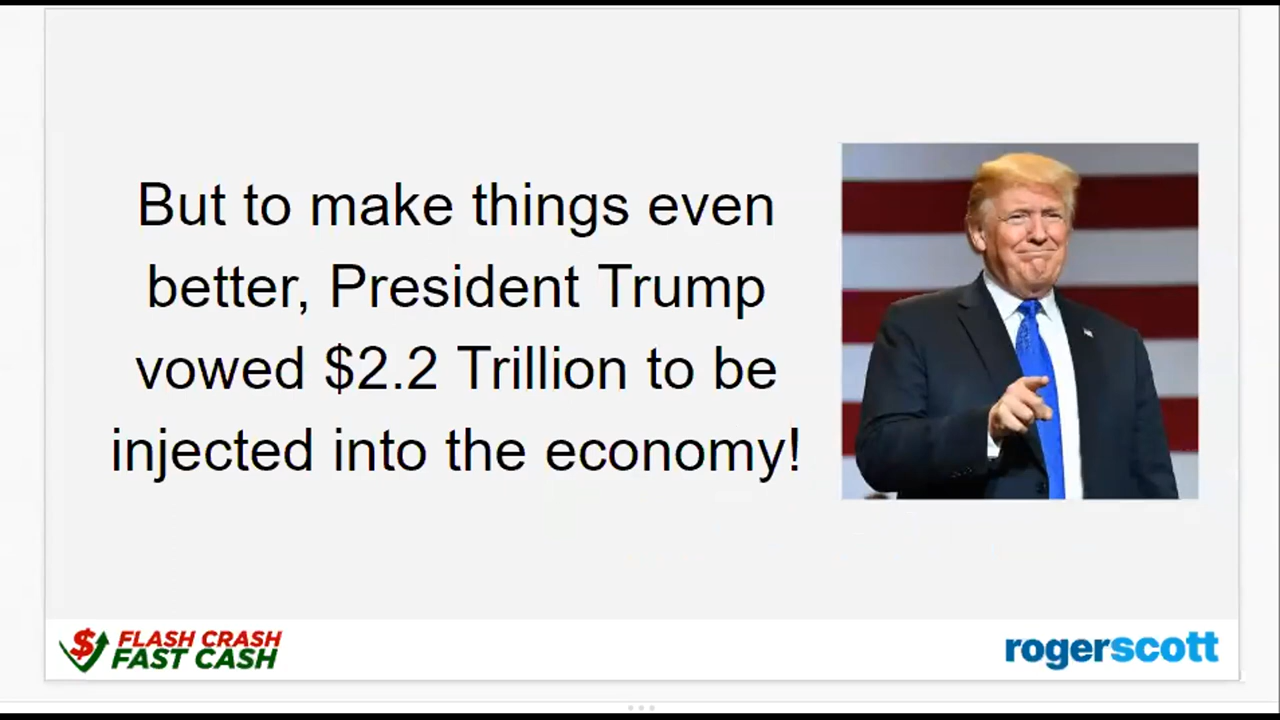 But to make things even
better, President Trump
vowed $2.2 Trillion to be
injected into the economy!
FLASH CRASH
FAST CASH
rogerscott